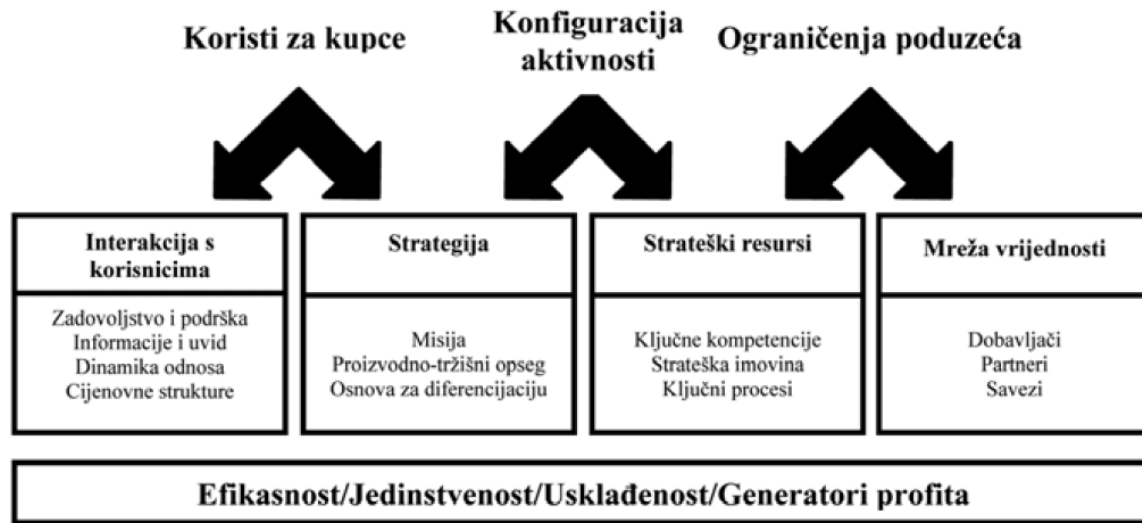 Koristi za kupce
Konfiguracija
aktivnosti
Ograničenja poduzeća
Interakcija s
korisnicima
Zadovoljstvo i podrška
Informacije i uvid
Dinamika odnosa
Cijenovne strukture
Strategija
Misija
Proizvodno-tržišni opseg
Osnova za diferencijaciju
Strateški resursi
Ključne kompetencije
Strateška imovina
Ključni procesi
Mreža vrijednosti
Dobavljači
Partneri
Savezi
Efikasnost/Jedinstvenost/Usklađenost/Generatori profita